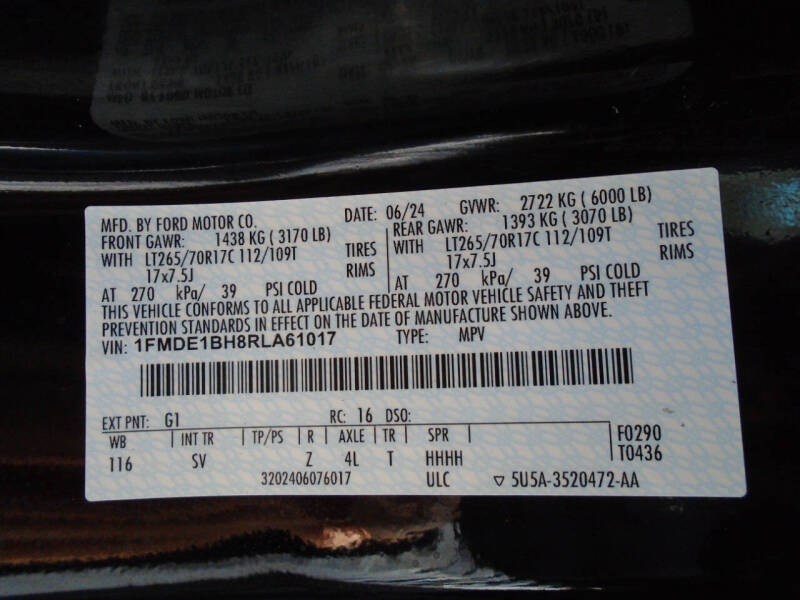 MFD. BY FORD MOTOR CO. DATE: 06/24 GVWR: 2722 KG ( 6000 LB)
FRONT GAWR: 1438 KG ( 3170 LB) REAR GAWR: 1393 KG ( 3070 LB)
WITH LT265/70R17C 112/109T TIRES WITH LT265/70R17C 112/109T TIRES
17x7.5J RIMS 17x7.5J RIMS
AT 270 kPa/ 39 PSI COLD AT 270 kPa/ 39 PSI COLD
THIS VEHICLE CONFORMS TO ALL APPLICABLE FEDERAL MOTOR VEHICLE SAFETY AND THEFT
PREVENTION STANDARDS IN EFFECT ON THE DATE OF MANUFACTURE SHOWN ABOVE.
VIN: 1FMDE1BH8RLA61017 TYPE: MPV
EXT PNT: G1 RC: 16 DSO:
WB INT TR TP/PS R AXLE TR SPR F0290
116 SV Z 4L T HHHH T0436
3202406076017 ULC ▽ 5U5A-3520472-AA